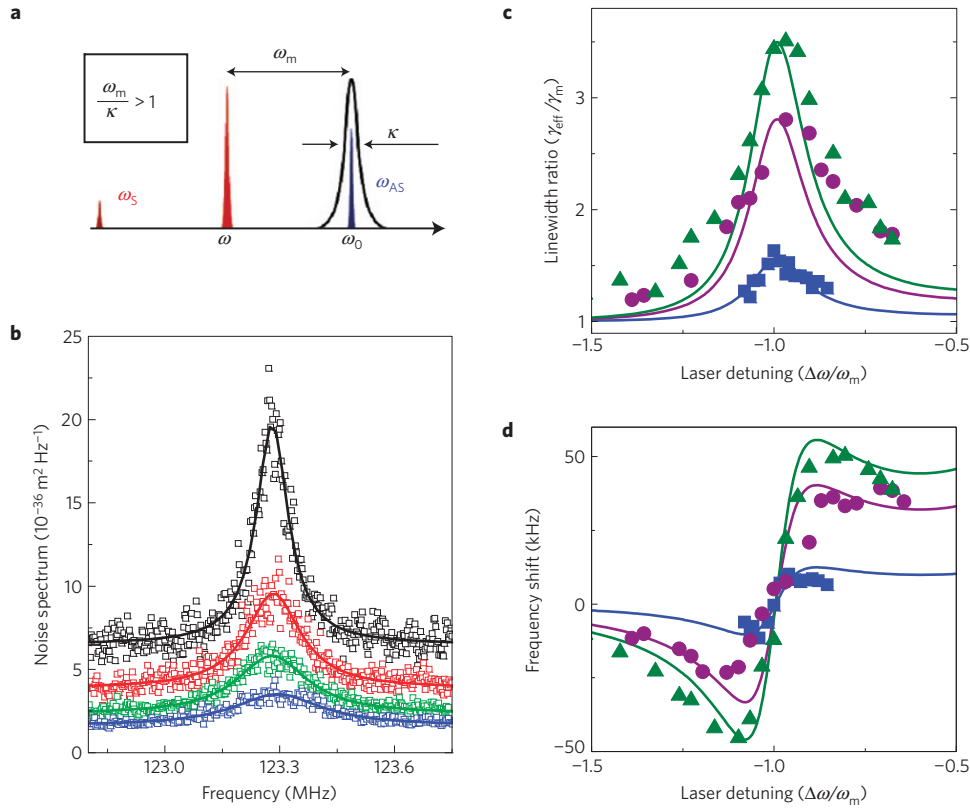 a
ω_m/κ > 1
ω_m
κ
ω_S
ω_AS
ω
ω_0
b
25
20
15
10
5
0
Noise spectrum (10⁻³⁶ m² Hz⁻¹)
123.0
123.3
123.6
Frequency (MHz)
c
3
2
1
Linewidth ratio (γ_eff/γ_m)
−1.5
−1.0
−0.5
Laser detuning (Δω/ω_m)
d
50
0
−50
Frequency shift (kHz)
−1.5
−1.0
−0.5
Laser detuning (Δω/ω_m)